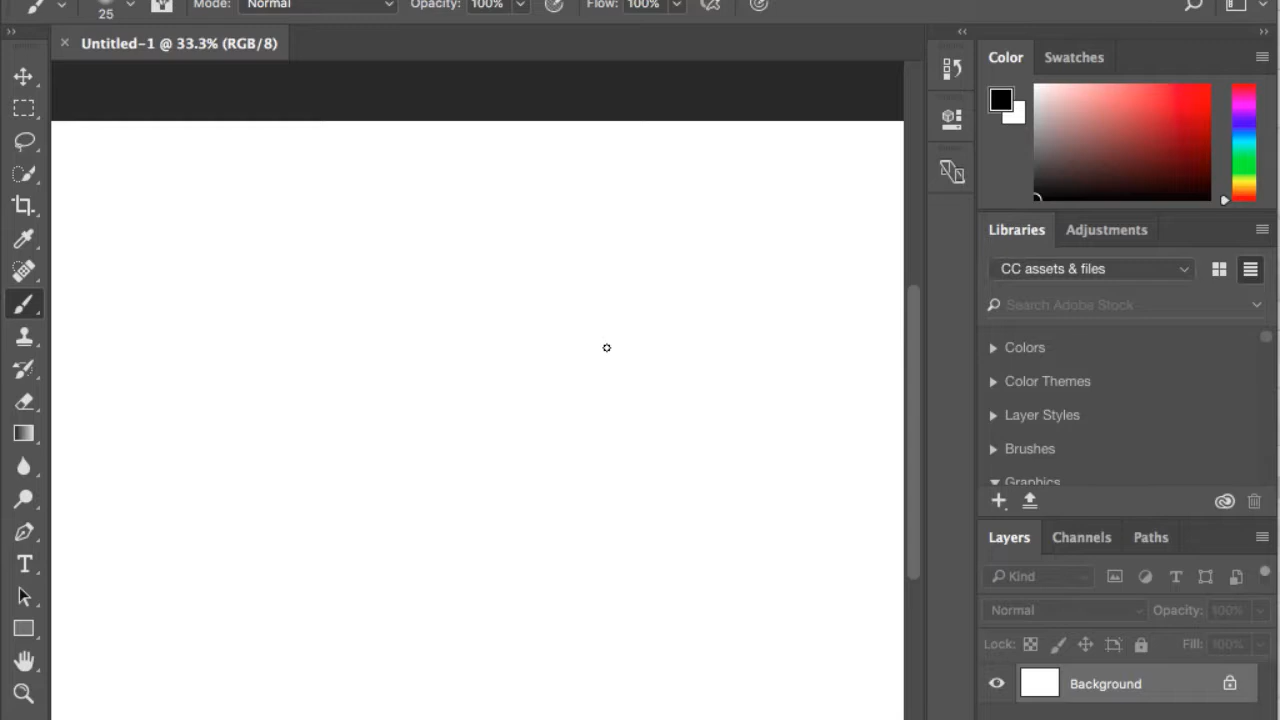 25 Mode: Normal Opacity: 100% Flow: 100%
Untitled-1 @ 33.3% (RGB/8)
Color Swatches
Libraries Adjustments
CC assets & files
Search Adobe Stock
Colors
Color Themes
Layer Styles
Brushes
Graphics
Layers Channels Paths
Kind
Normal Opacity: 100%
Lock: Fill: 100%
Background